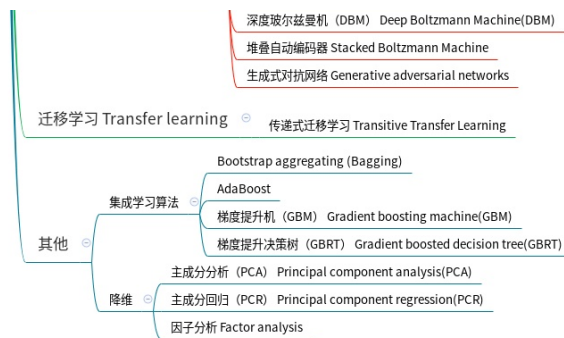 深度玻尔兹曼机（DBM） Deep Boltzmann Machine(DBM)
堆叠自动编码器 Stacked Boltzmann Machine
生成式对抗网络 Generative adversarial networks
迁移学习 Transfer learning
传递式迁移学习 Transitive Transfer Learning
Bootstrap aggregating (Bagging)
集成学习算法
AdaBoost
梯度提升机（GBM） Gradient boosting machine(GBM)
其他
梯度提升决策树（GBRT） Gradient boosted decision tree(GBRT)
主成分分析（PCA） Principal component analysis(PCA)
降维
主成分回归（PCR） Principal component regression(PCR)
因子分析 Factor analysis